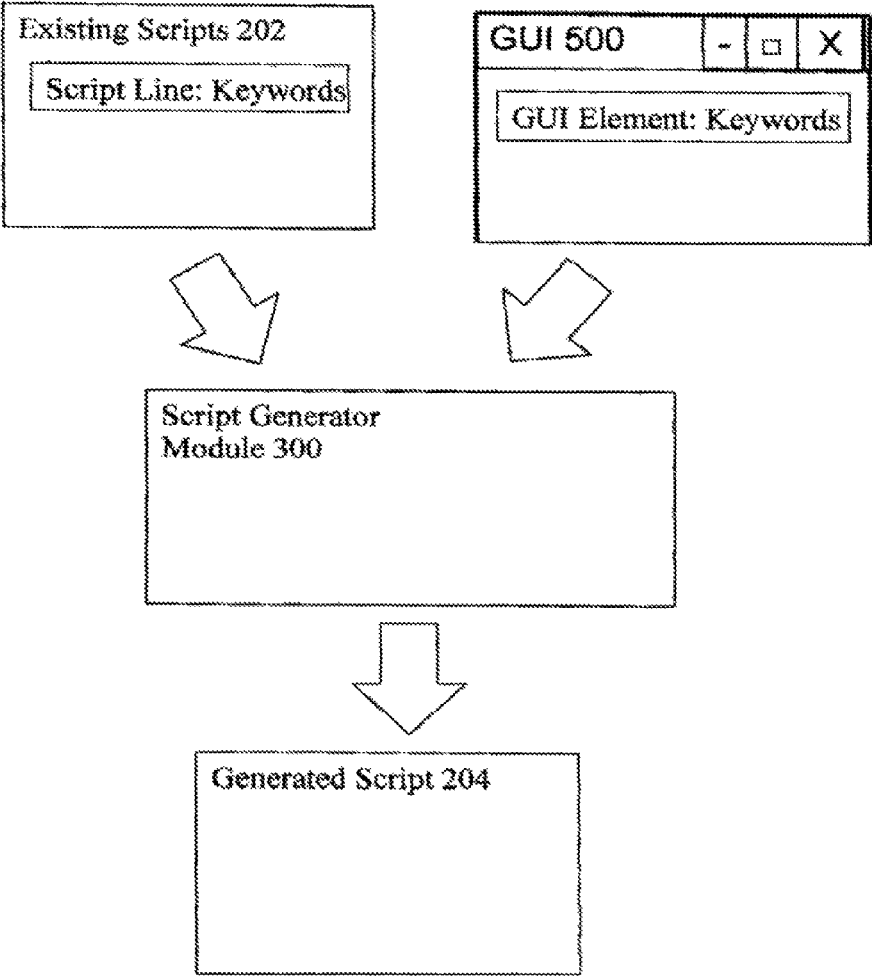 Existing Scripts 202
Script Line: Keywords
GUI 500 - □ X
GUI Element: Keywords
Script Generator
Module 300
Generated Script 204